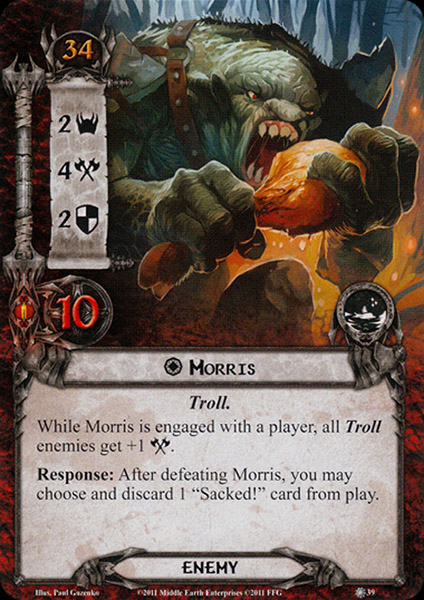 34
2
4
2
10
Morris
Troll.
While Morris is engaged with a player, all Troll
enemies get +1 .
Response: After defeating Morris, you may
choose and discard 1 “Sacked!” card from play.
ENEMY
Illus. Paul Guzenko ©2011 Middle Earth Enterprises ©2011 FFG 39